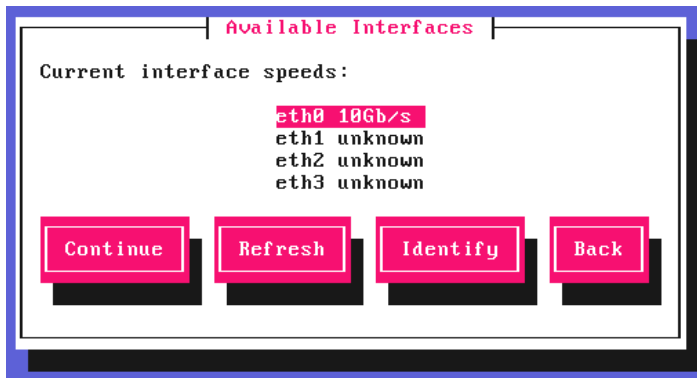 Available Interfaces
Current interface speeds:
eth0 10Gb/s
eth1 unknown
eth2 unknown
eth3 unknown
Continue Refresh Identify Back